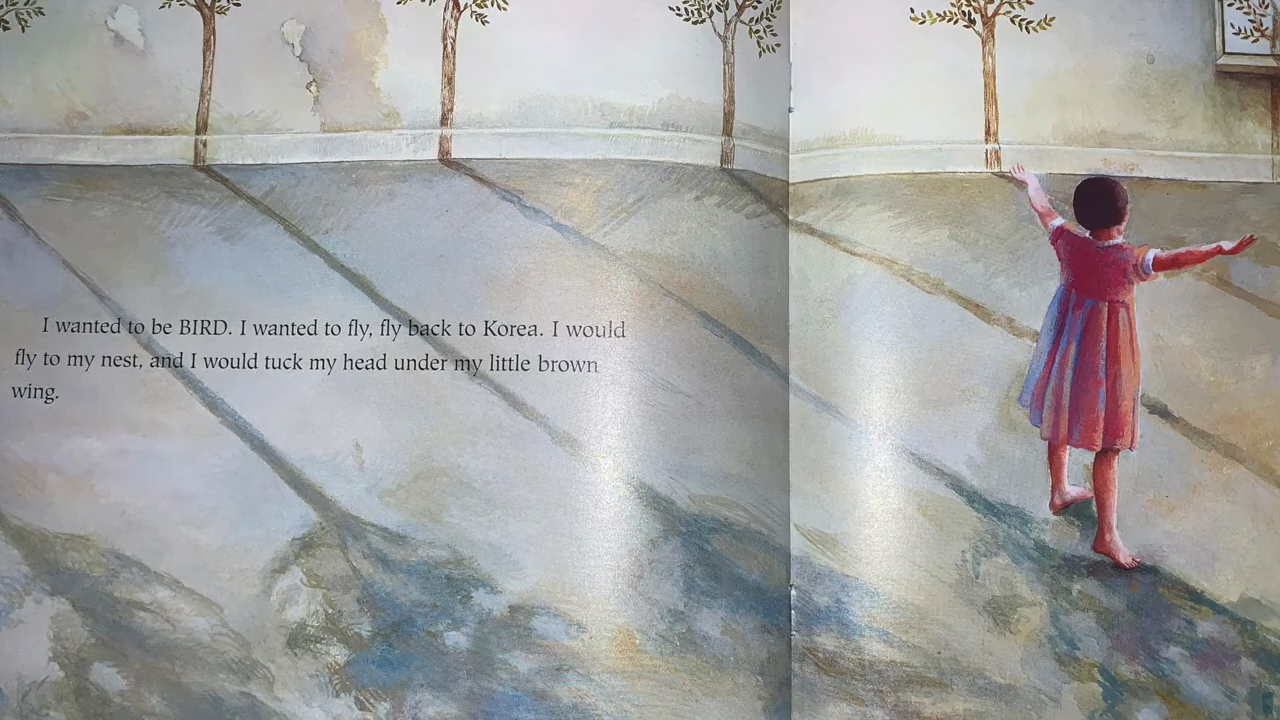 I wanted to be BIRD. I wanted to fly, fly back to Korea. I would
fly to my nest, and I would tuck my head under my little brown
wing.